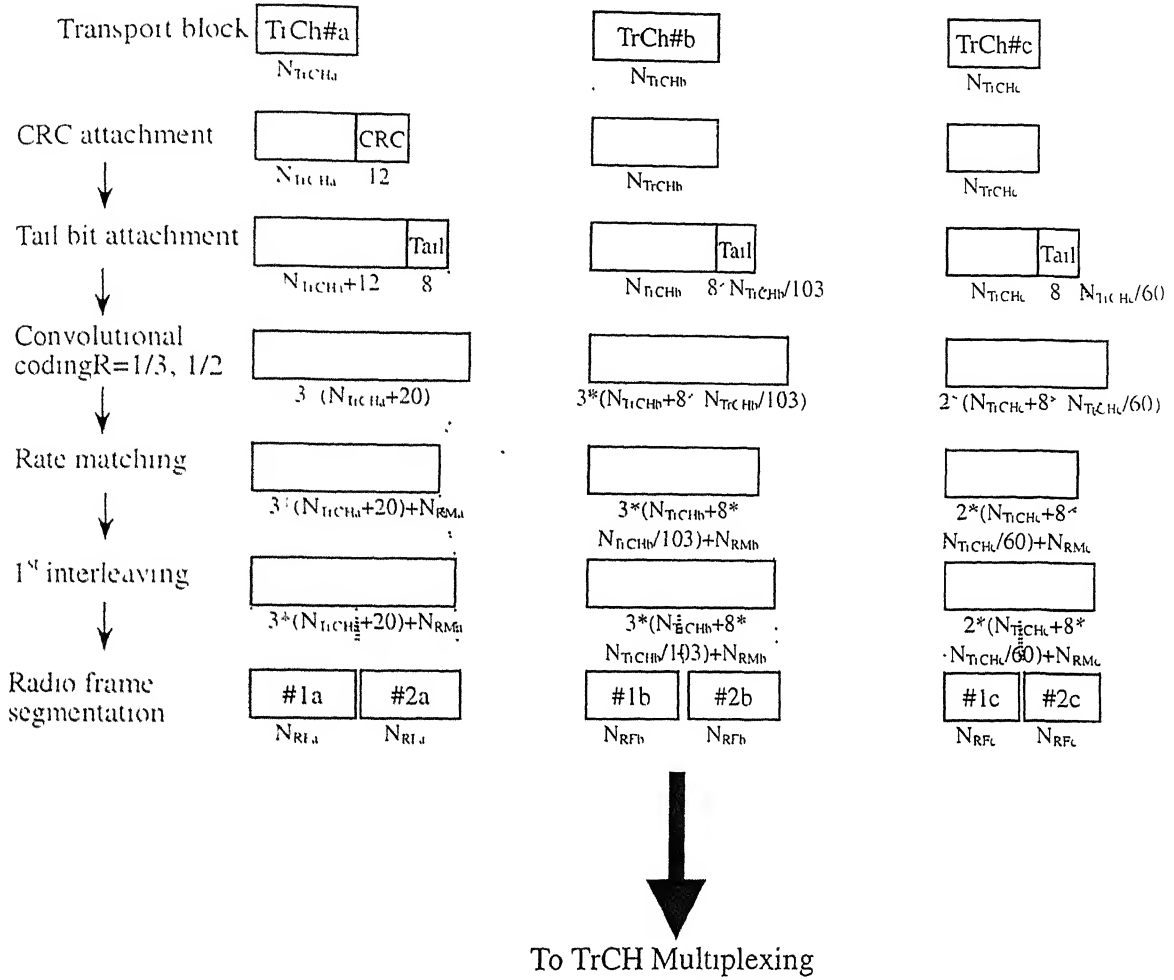 Transport block TrCh#a TrCh#b TrCh#c
N_TrCHa N_TrCHb N_TrCHc
CRC attachment CRC
N_TrCHa 12 N_TrCHb N_TrCHc
Tail bit attachment Tail Tail Tail
N_TrCHa+12 8 N_TrCHb 8* N_TrCHb/103 N_TrCHc 8 N_TrCHc/60
Convolutional
codingR=1/3, 1/2
3 (N_TrCHa+20) 3*(N_TrCHb+8* N_TrCHb/103) 2*(N_TrCHc+8* N_TrCHc/60)
Rate matching
3*(N_TrCHa+20)+N_RMa 3*(N_TrCHb+8* 2*(N_TrCHc+8*
N_TrCHb/103)+N_RMb N_TrCHc/60)+N_RMc
1st interleaving
3*(N_TrCHa+20)+N_RMa 3*(N_TrCHb+8* 2*(N_TrCHc+8*
N_TrCHb/103)+N_RMb N_TrCHc/60)+N_RMc
Radio frame
segmentation
#1a #2a #1b #2b #1c #2c
N_RFa N_RFa N_RFb N_RFb N_RFc N_RFc
To TrCH Multiplexing